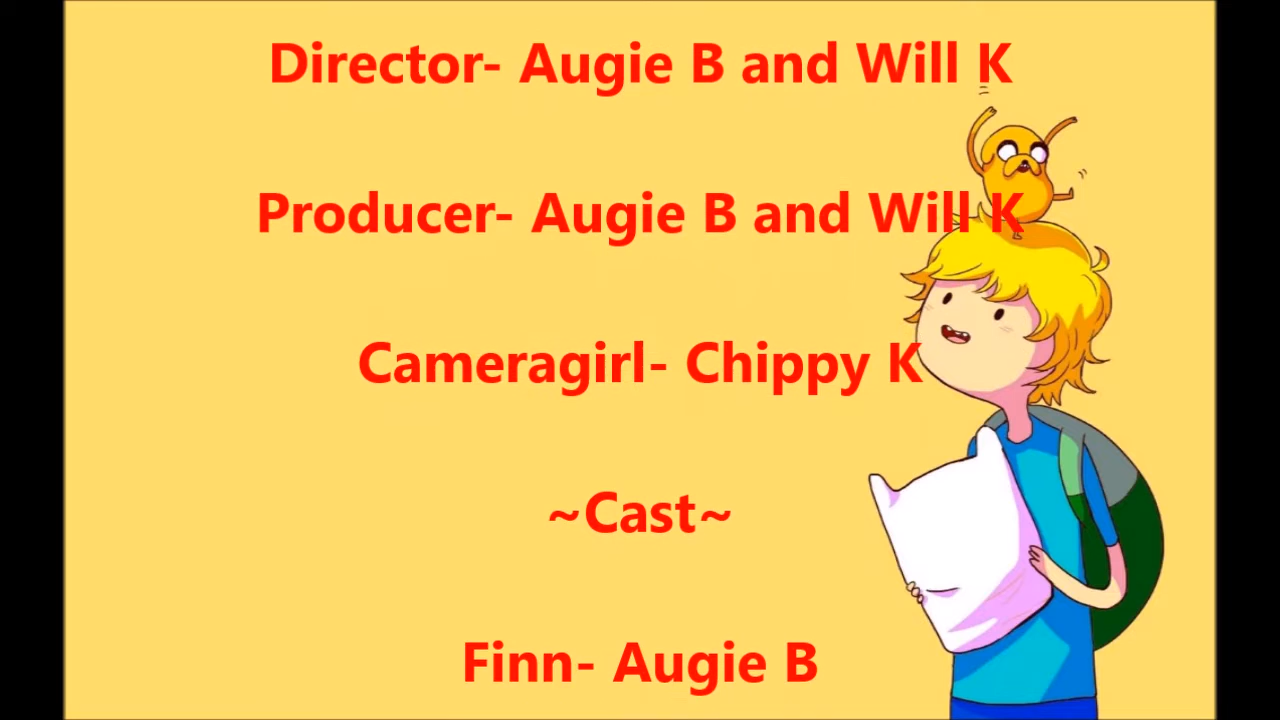 Director- Augie B and Will K
Producer- Augie B and Will K
Cameragirl- Chippy K
~Cast~
Finn- Augie B